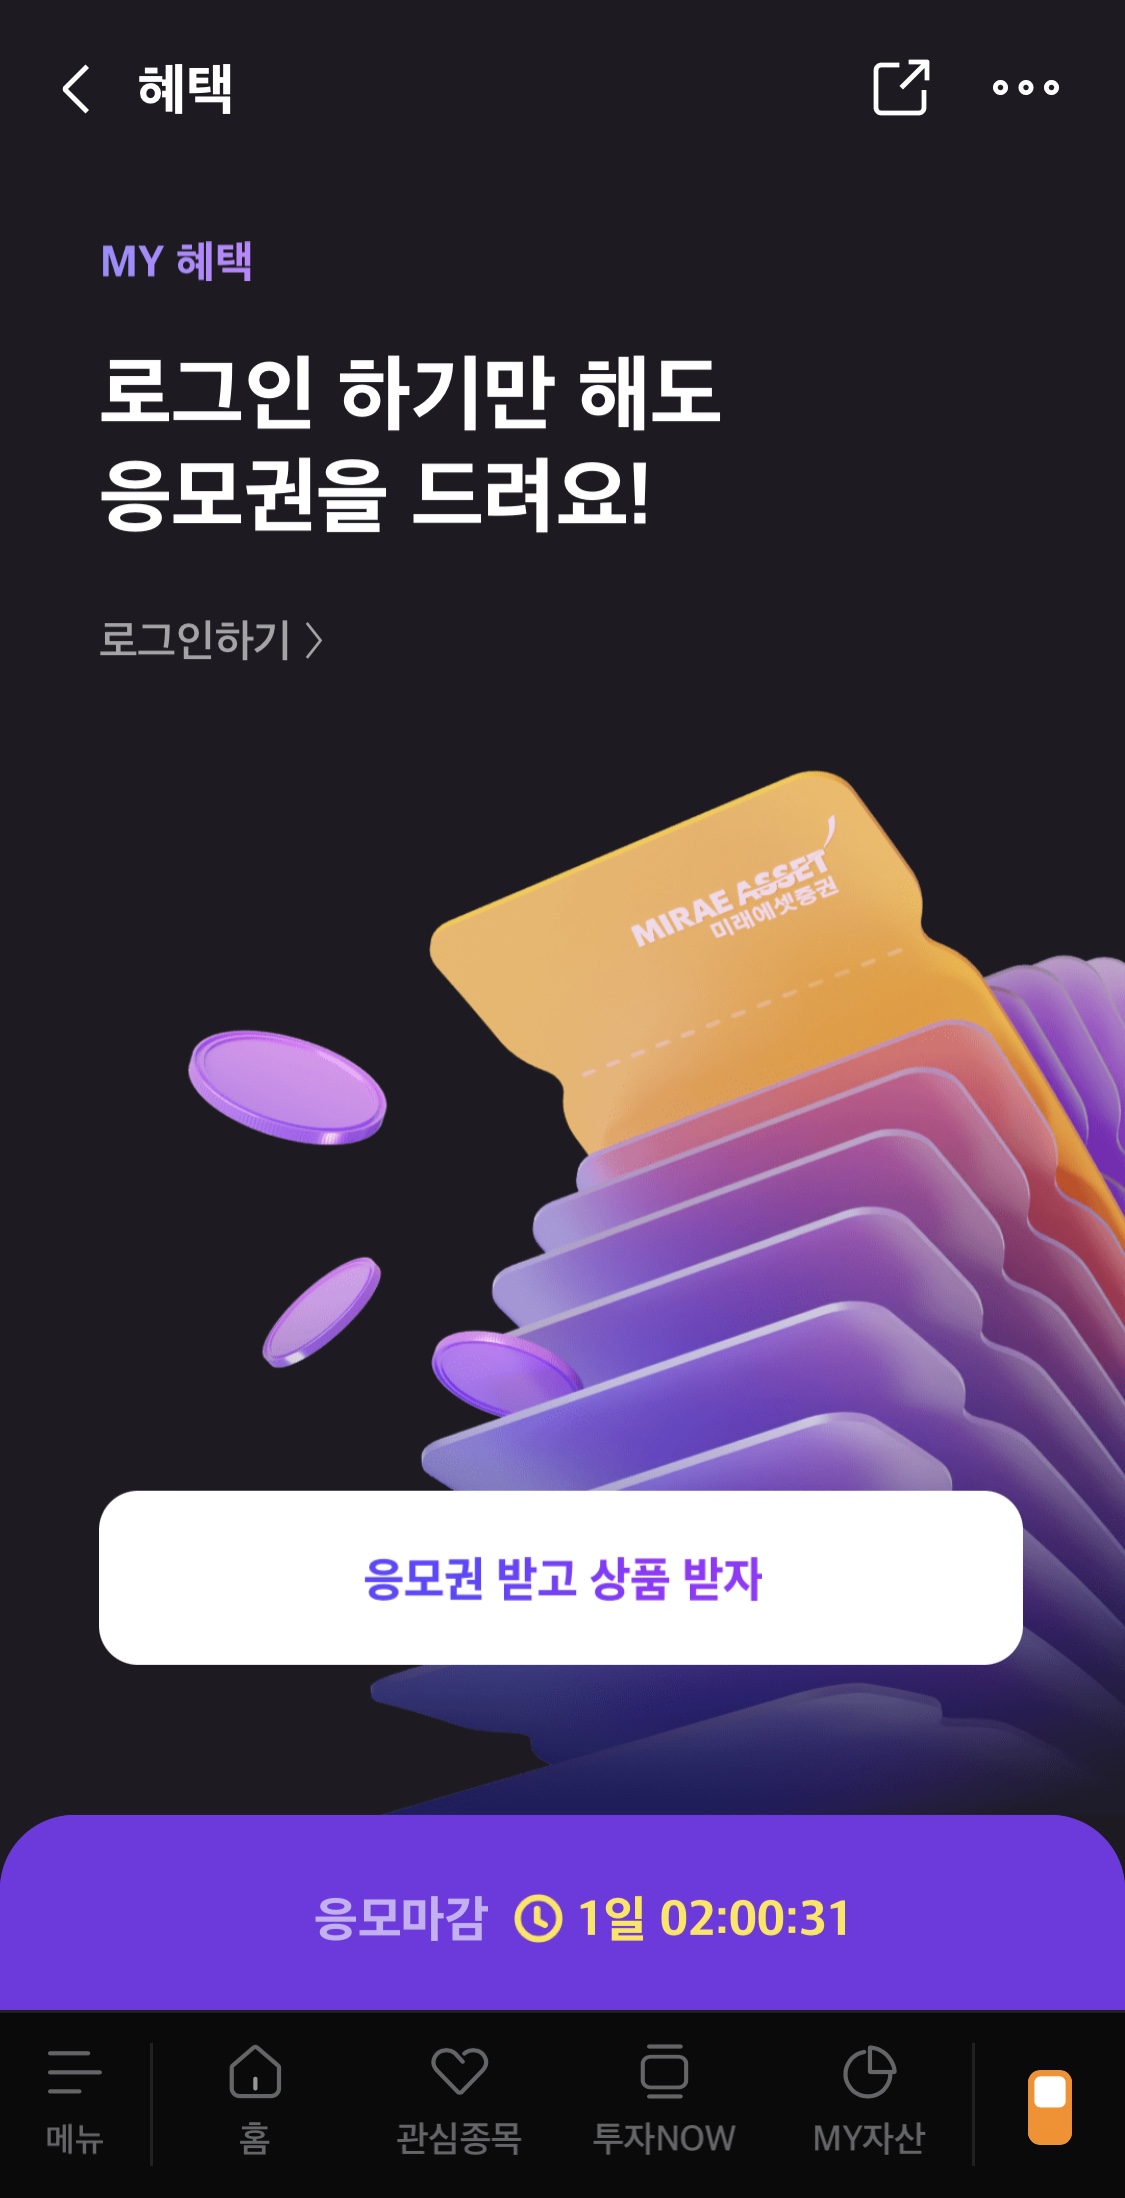 혜택
MY 혜택
로그인 하기만 해도
응모권을 드려요!
로그인하기
MIRAE ASSET
미래에셋증권
응모권 받고 상품 받자
응모마감 1일 02:00:31
메뉴
홈
관심종목
투자NOW
MY자산